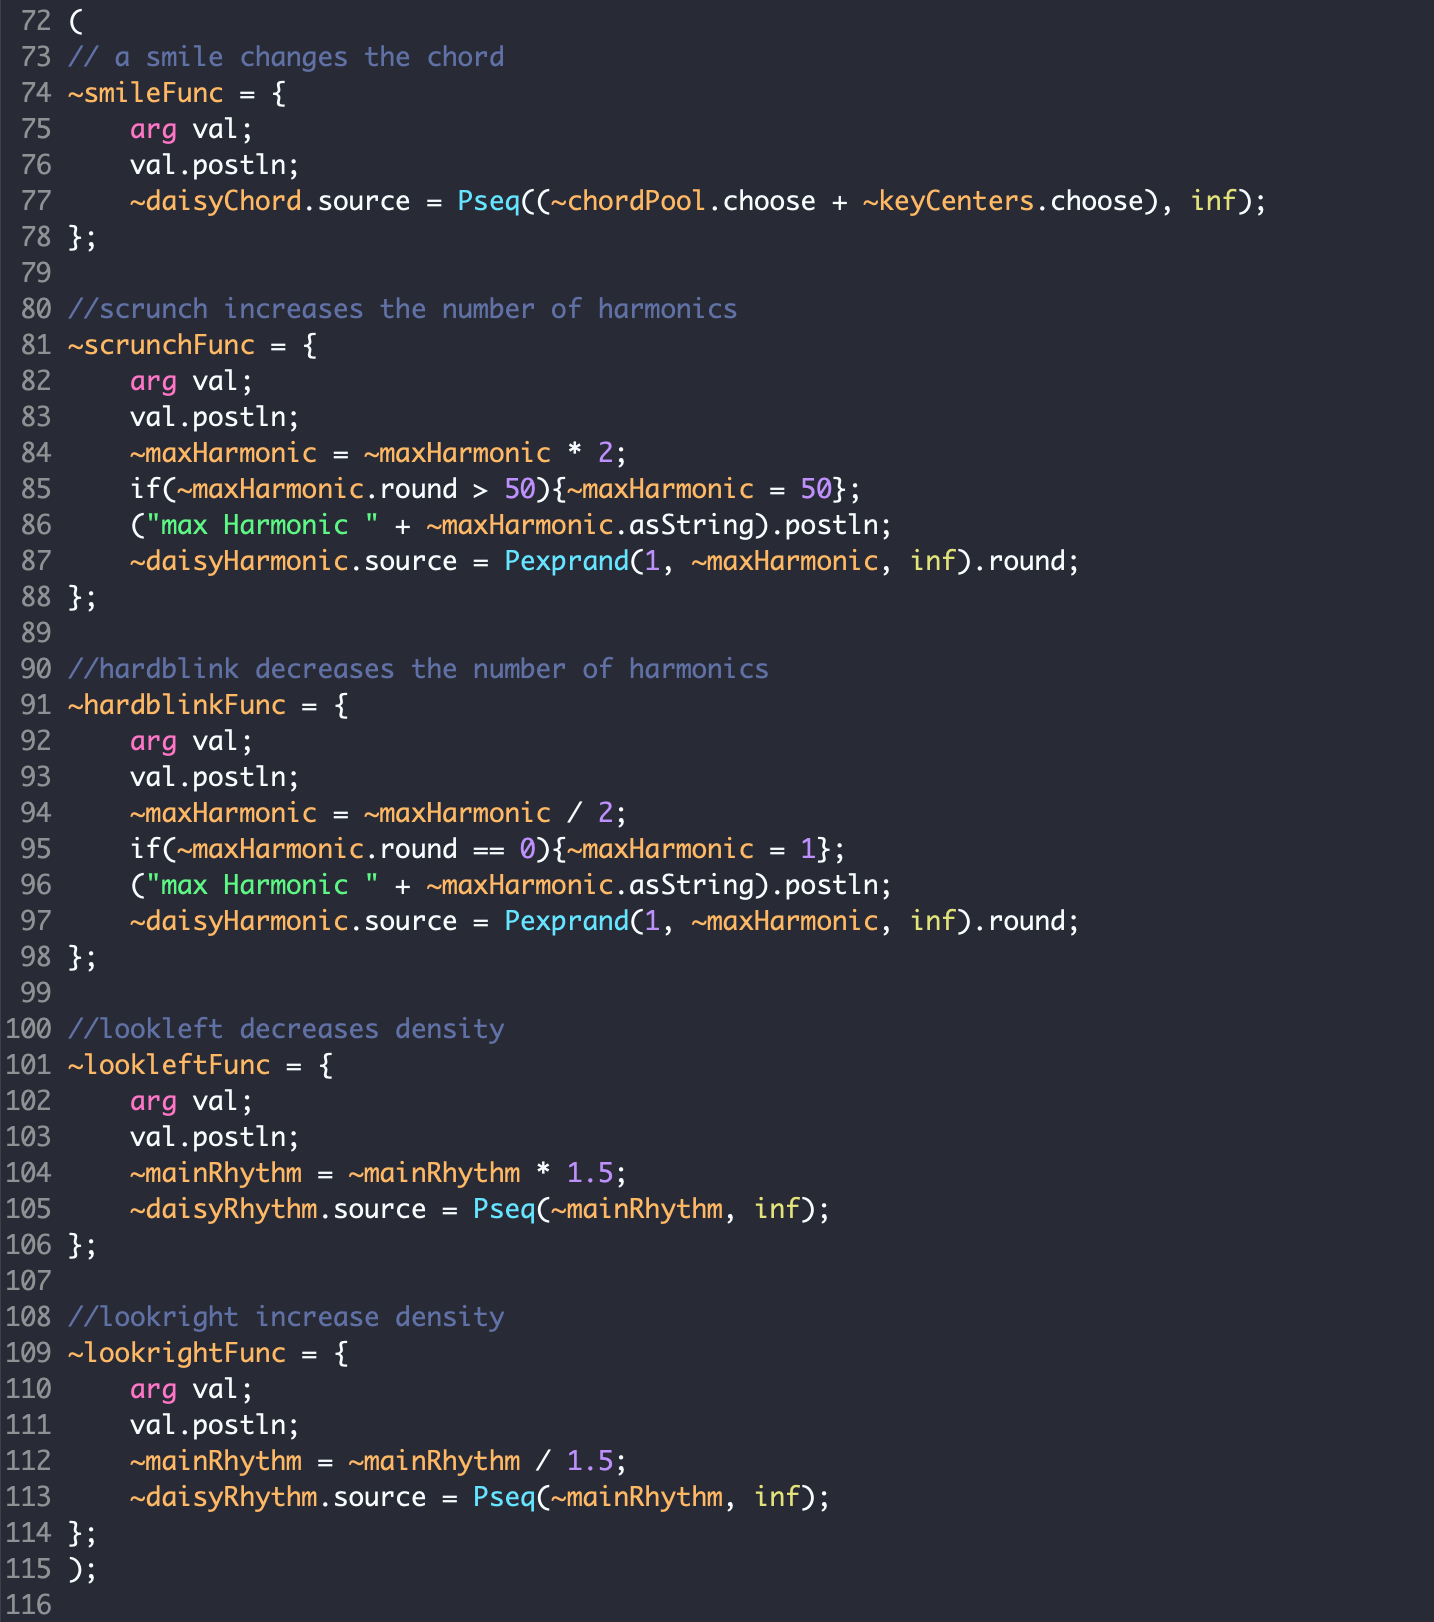 72 (
73 // a smile changes the chord
74 ~smileFunc = {
75     arg val;
76     val.postln;
77     ~daisyChord.source = Pseq((~chordPool.choose + ~keyCenters.choose), inf);
78 };
79
80 //scrunch increases the number of harmonics
81 ~scrunchFunc = {
82     arg val;
83     val.postln;
84     ~maxHarmonic = ~maxHarmonic * 2;
85     if(~maxHarmonic.round > 50){~maxHarmonic = 50};
86     ("max Harmonic " + ~maxHarmonic.asString).postln;
87     ~daisyHarmonic.source = Pexprand(1, ~maxHarmonic, inf).round;
88 };
89
90 //hardblink decreases the number of harmonics
91 ~hardblinkFunc = {
92     arg val;
93     val.postln;
94     ~maxHarmonic = ~maxHarmonic / 2;
95     if(~maxHarmonic.round == 0){~maxHarmonic = 1};
96     ("max Harmonic " + ~maxHarmonic.asString).postln;
97     ~daisyHarmonic.source = Pexprand(1, ~maxHarmonic, inf).round;
98 };
99
100 //lookleft decreases density
101 ~lookleftFunc = {
102     arg val;
103     val.postln;
104     ~mainRhythm = ~mainRhythm * 1.5;
105     ~daisyRhythm.source = Pseq(~mainRhythm, inf);
106 };
107
108 //lookright increase density
109 ~lookrightFunc = {
110     arg val;
111     val.postln;
112     ~mainRhythm = ~mainRhythm / 1.5;
113     ~daisyRhythm.source = Pseq(~mainRhythm, inf);
114 };
115 );
116